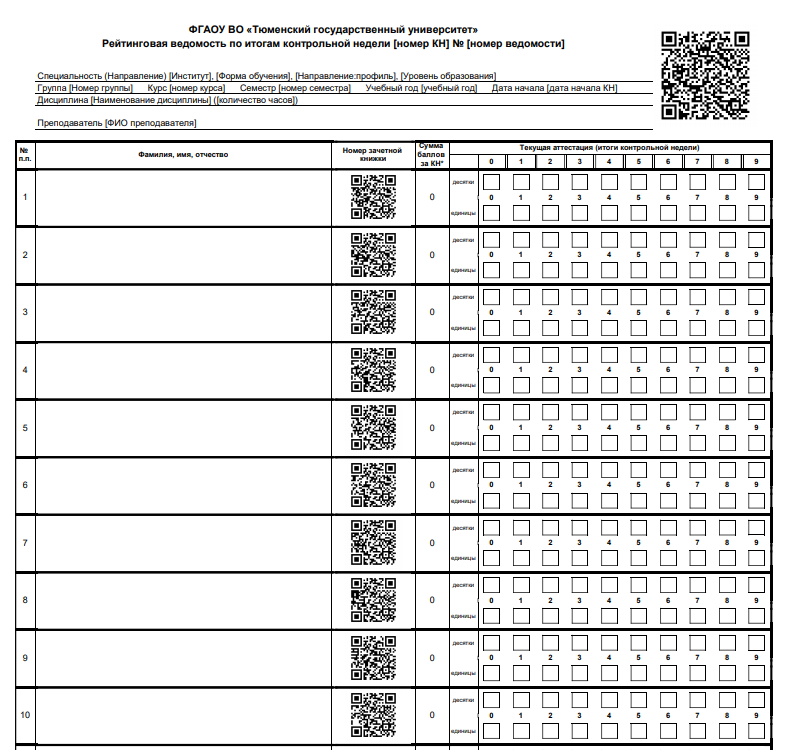 ФГАОУ ВО «Тюменский государственный университет»
Рейтинговая ведомость по итогам контрольной недели [номер КН] № [номер ведомости]
Специальность (Направление) [Институт], [Форма обучения], [Направление:профиль], [Уровень образования]
Группа [Номер группы] Курс [номер курса] Семестр [номер семестра] Учебный год [учебный год] Дата начала [дата начала КН]
Дисциплина [Наименование дисциплины] ([количество часов])
Преподаватель [ФИО преподавателя]
№ п.п. Фамилия, имя, отчество Номер зачетной книжки Сумма баллов за КН* Текущая аттестация (итоги контрольной недели)
0 1 2 3 4 5 6 7 8 9
десятки
1 0 0 1 2 3 4 5 6 7 8 9
единицы
десятки
2 0 0 1 2 3 4 5 6 7 8 9
единицы
десятки
3 0 0 1 2 3 4 5 6 7 8 9
единицы
десятки
4 0 0 1 2 3 4 5 6 7 8 9
единицы
десятки
5 0 0 1 2 3 4 5 6 7 8 9
единицы
десятки
6 0 0 1 2 3 4 5 6 7 8 9
единицы
десятки
7 0 0 1 2 3 4 5 6 7 8 9
единицы
десятки
8 0 0 1 2 3 4 5 6 7 8 9
единицы
десятки
9 0 0 1 2 3 4 5 6 7 8 9
единицы
десятки
10 0 0 1 2 3 4 5 6 7 8 9
единицы